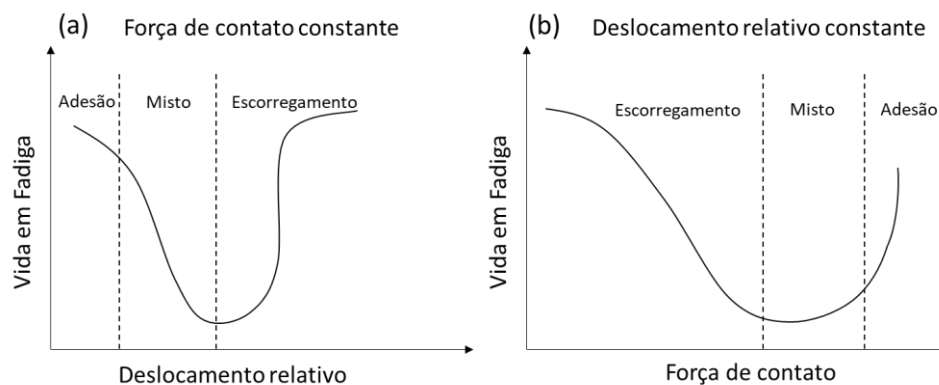 (a) Força de contato constante
Adesão Misto Escorregamento
Vida em Fadiga
Deslocamento relativo
(b) Deslocamento relativo constante
Escorregamento Misto Adesão
Vida em Fadiga
Força de contato